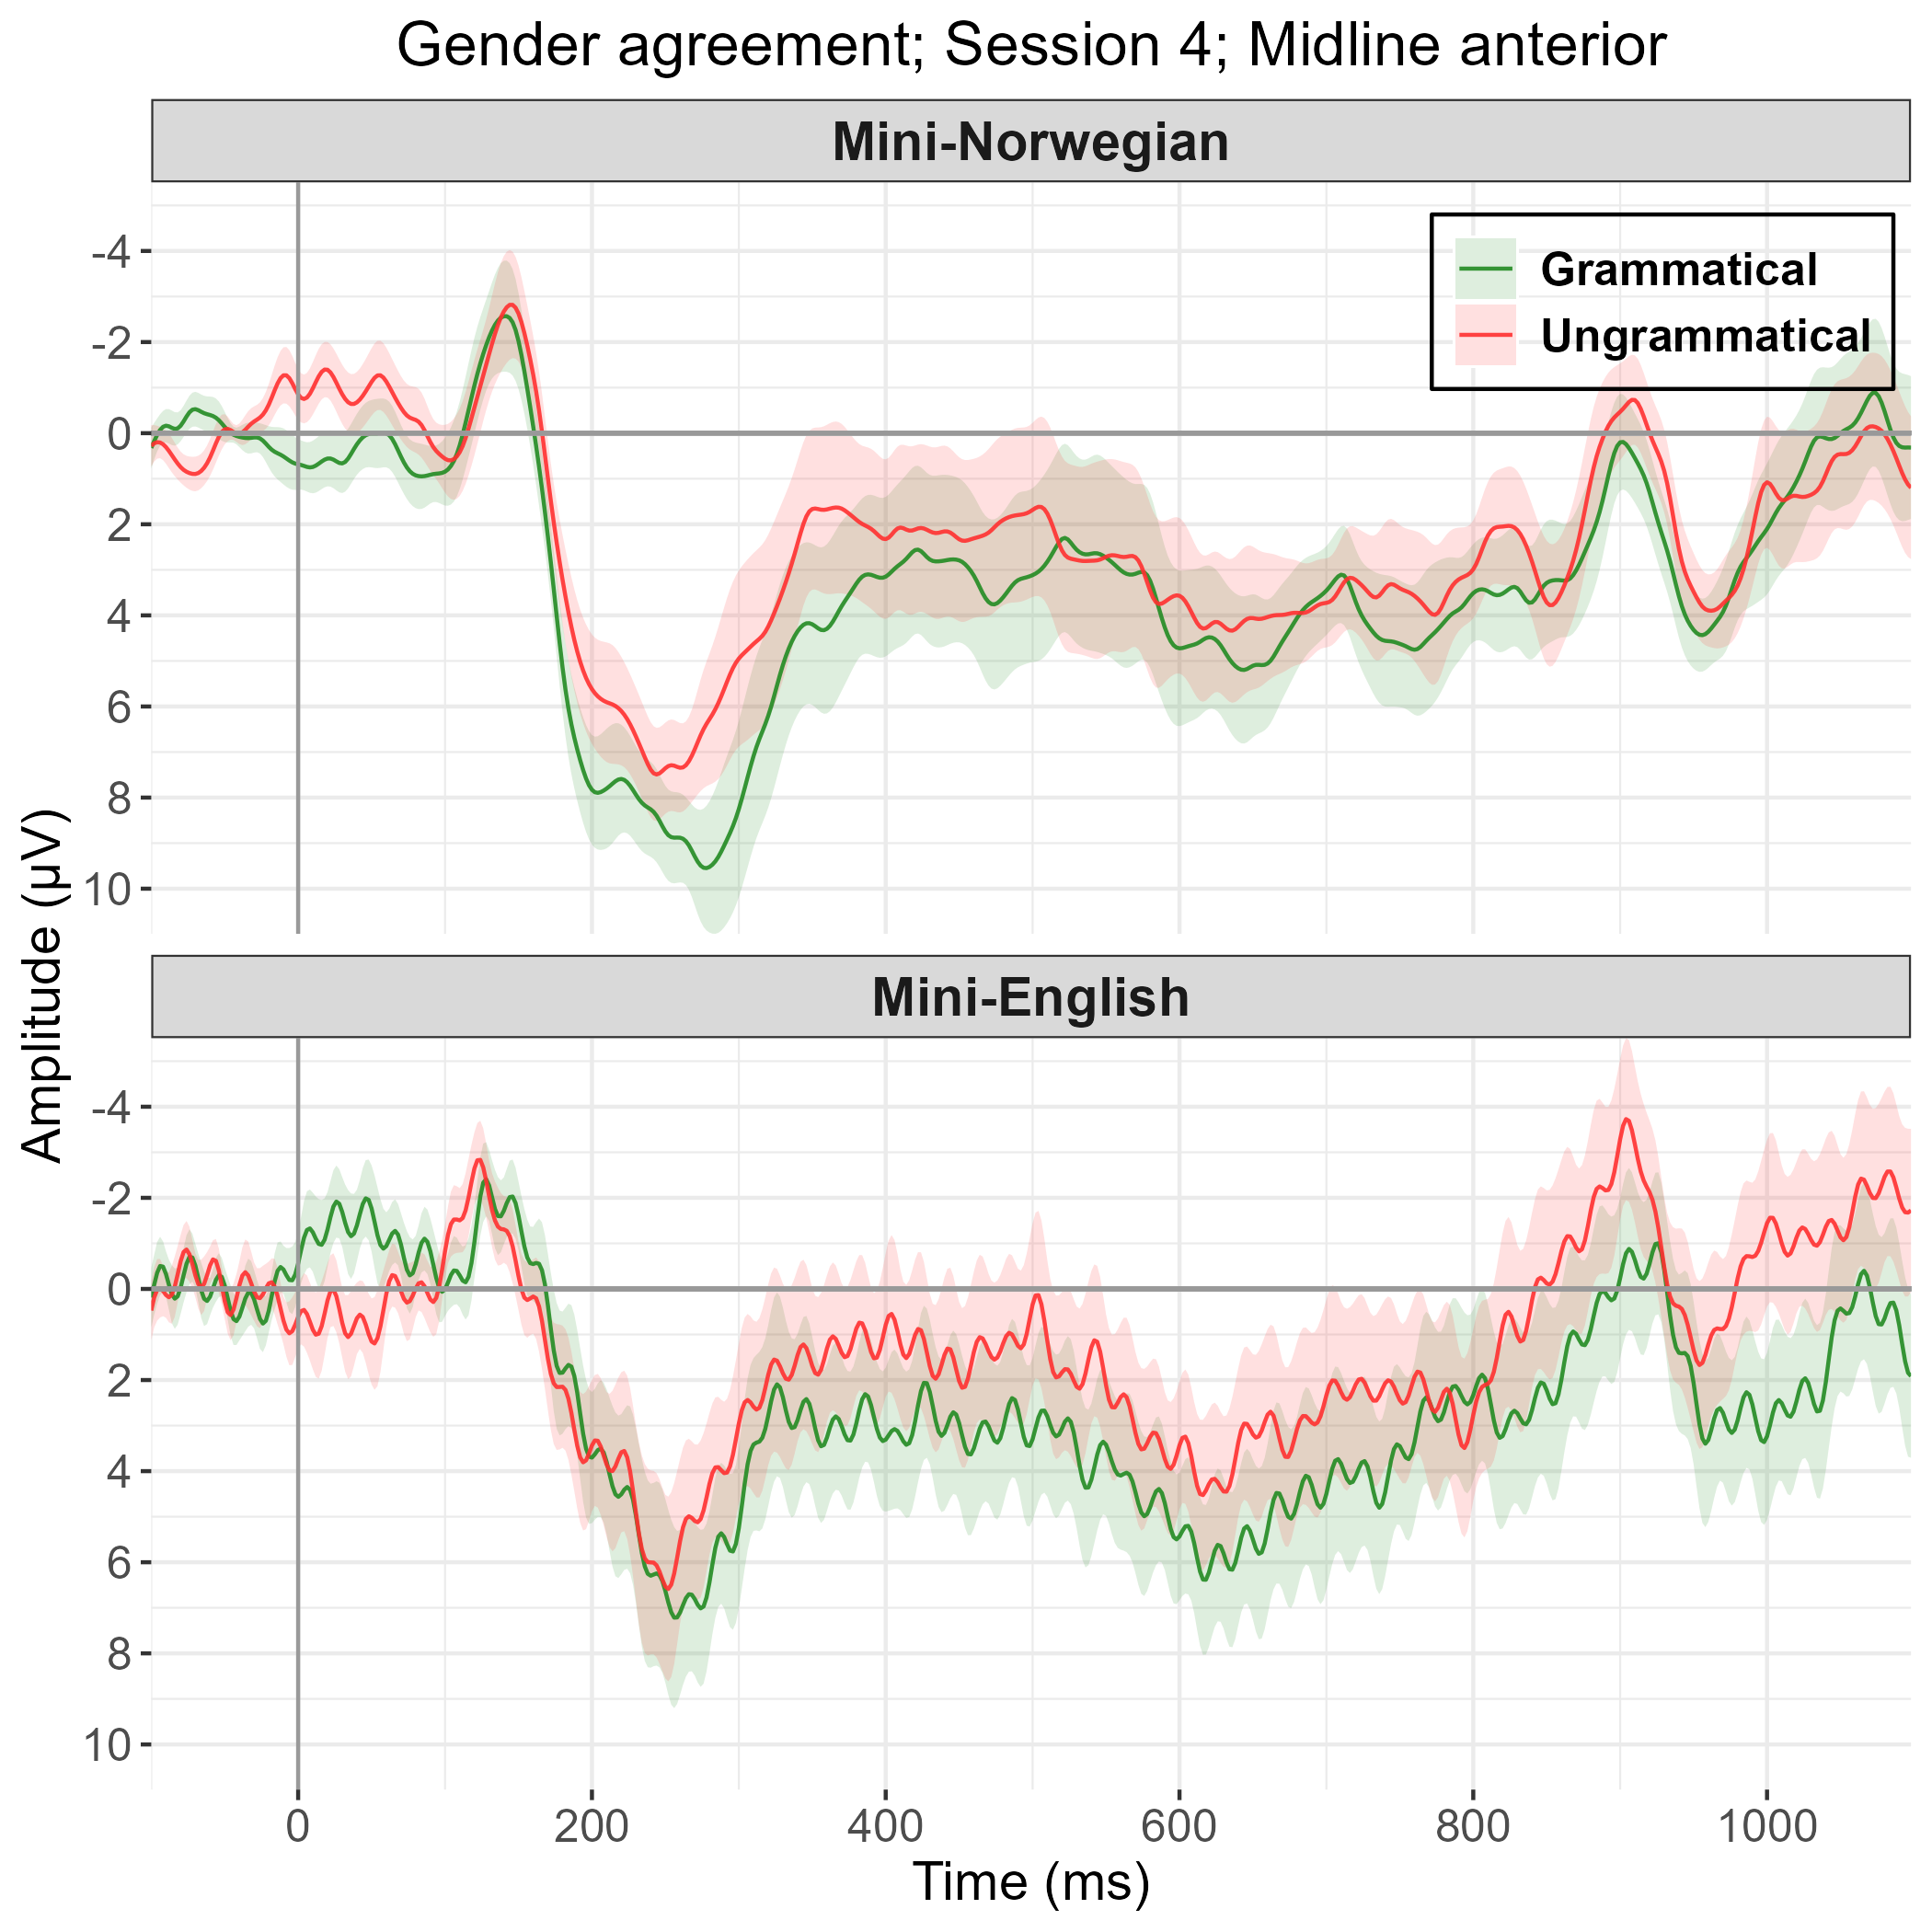 Gender agreement; Session 4; Midline anterior
Mini-Norwegian
-4
-2
0
2
4
6
8
10
Grammatical
Ungrammatical
Amplitude (µV)
Mini-English
-4
-2
0
2
4
6
8
10
0 200 400 600 800 1000
Time (ms)